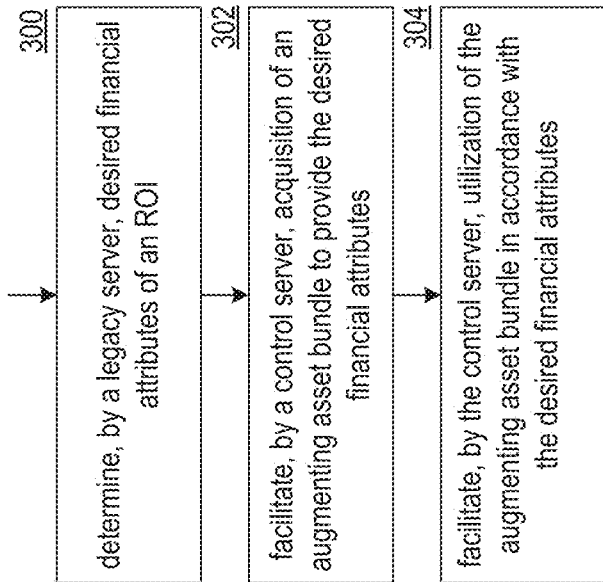 300
determine, by a legacy server, desired financial
attributes of an ROI
302
facilitate, by a control server, acquisition of an
augmenting asset bundle to provide the desired
financial attributes
304
facilitate, by the control server, utilization of the
augmenting asset bundle in accordance with
the desired financial attributes